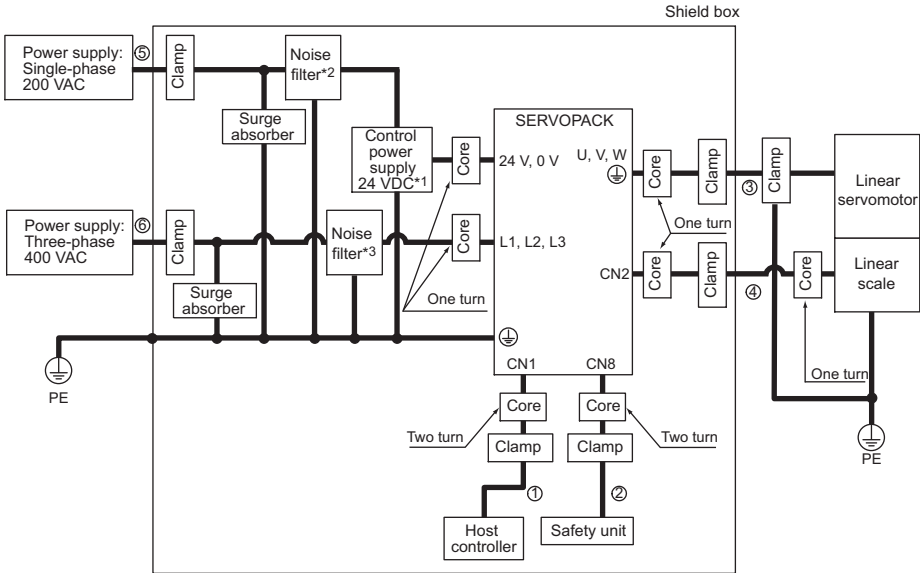 Shield box
Power supply:
Single-phase
200 VAC
⑤
Clamp
Noise
filter*2
Surge
absorber
Control
power
supply
24 VDC*1
Core
SERVOPACK
24 V, 0 V
U, V, W
Core
Clamp
③
Clamp
Linear
servomotor
Power supply:
Three-phase
400 VAC
⑥
Clamp
Noise
filter*3
Core
L1, L2, L3
One turn
One turn
CN2
Core
Clamp
④
Core
Linear
scale
Surge
absorber
One turn
PE
CN1
CN8
Core
Core
Two turn
Two turn
Clamp
Clamp
PE
①
②
Host
controller
Safety unit